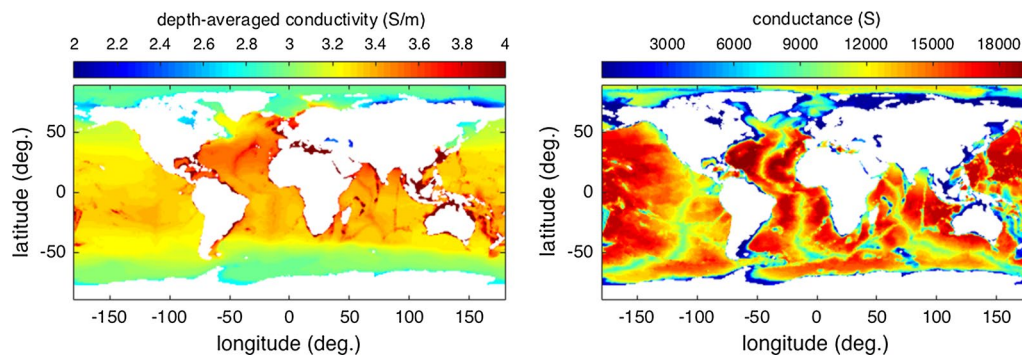 depth-averaged conductivity (S/m)
2 2.2 2.4 2.6 2.8 3 3.2 3.4 3.6 3.8 4
latitude (deg.)
50
0
-50
-150 -100 -50 0 50 100 150
longitude (deg.)
conductance (S)
3000 6000 9000 12000 15000 18000
latitude (deg.)
50
0
-50
-150 -100 -50 0 50 100 150
longitude (deg.)